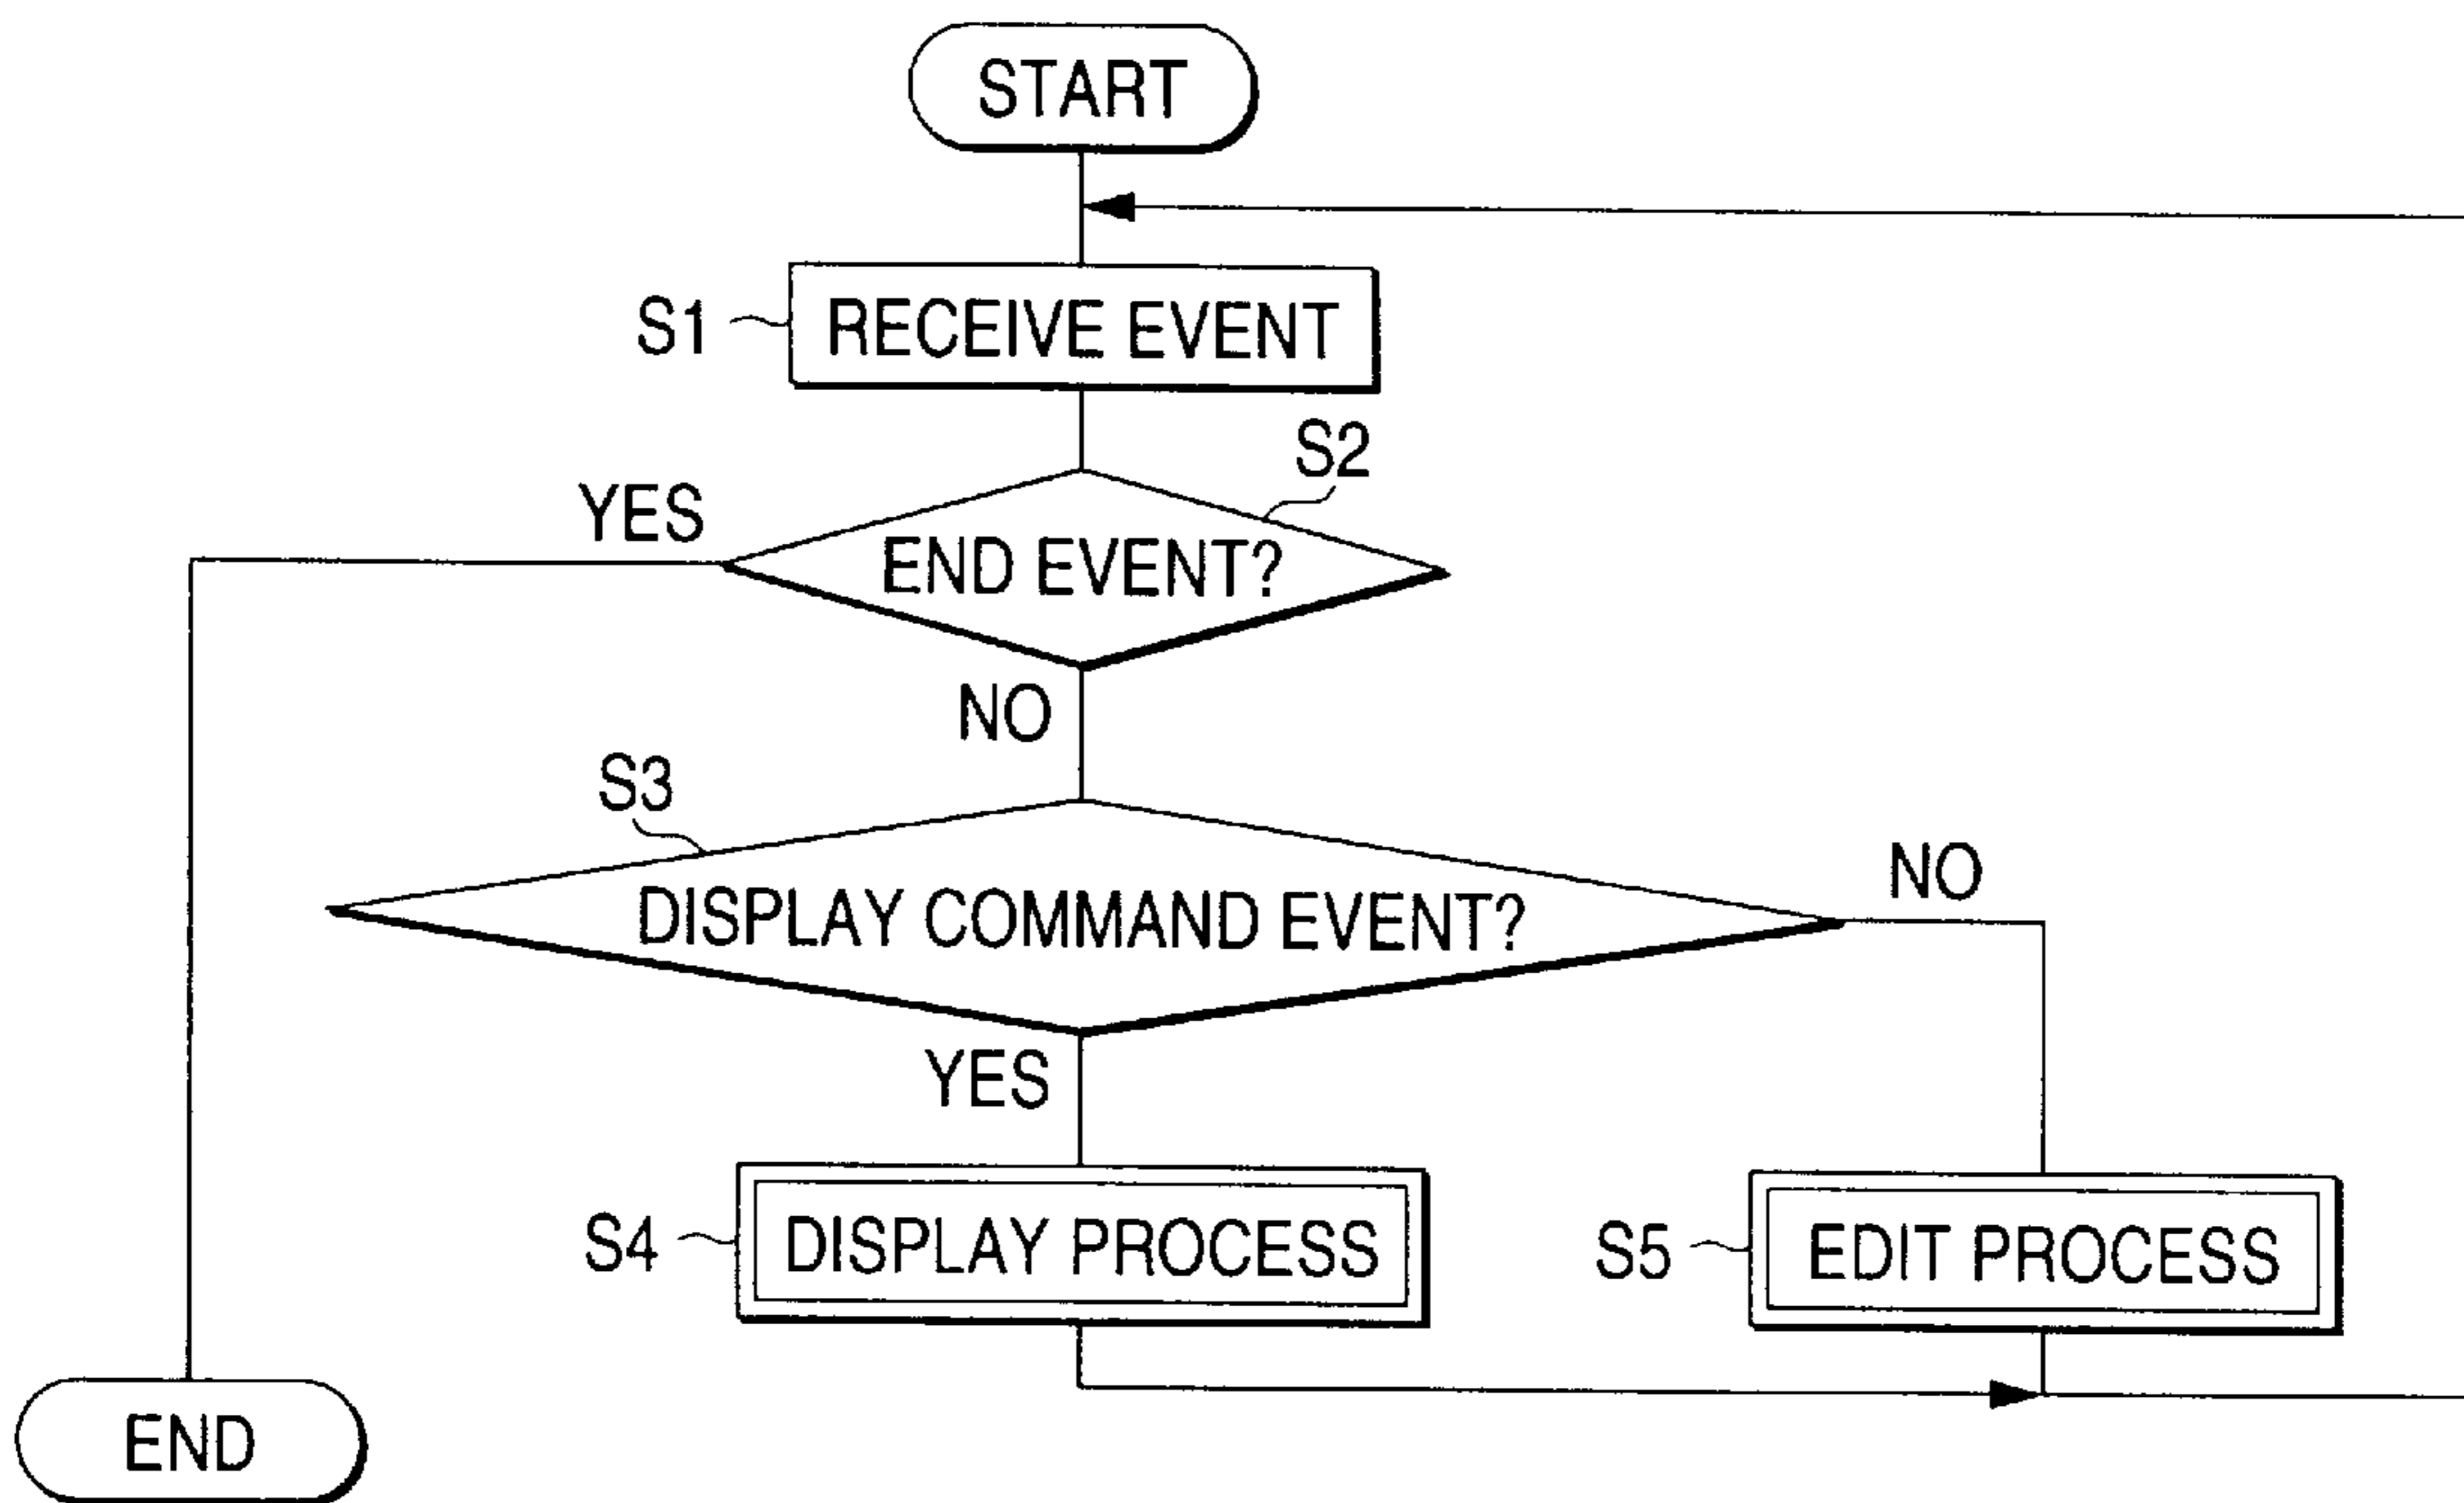 START
S1
RECEIVE EVENT
S2
YES
END EVENT?
NO
S3
DISPLAY COMMAND EVENT?
NO
YES
S4
DISPLAY PROCESS
S5
EDIT PROCESS
END